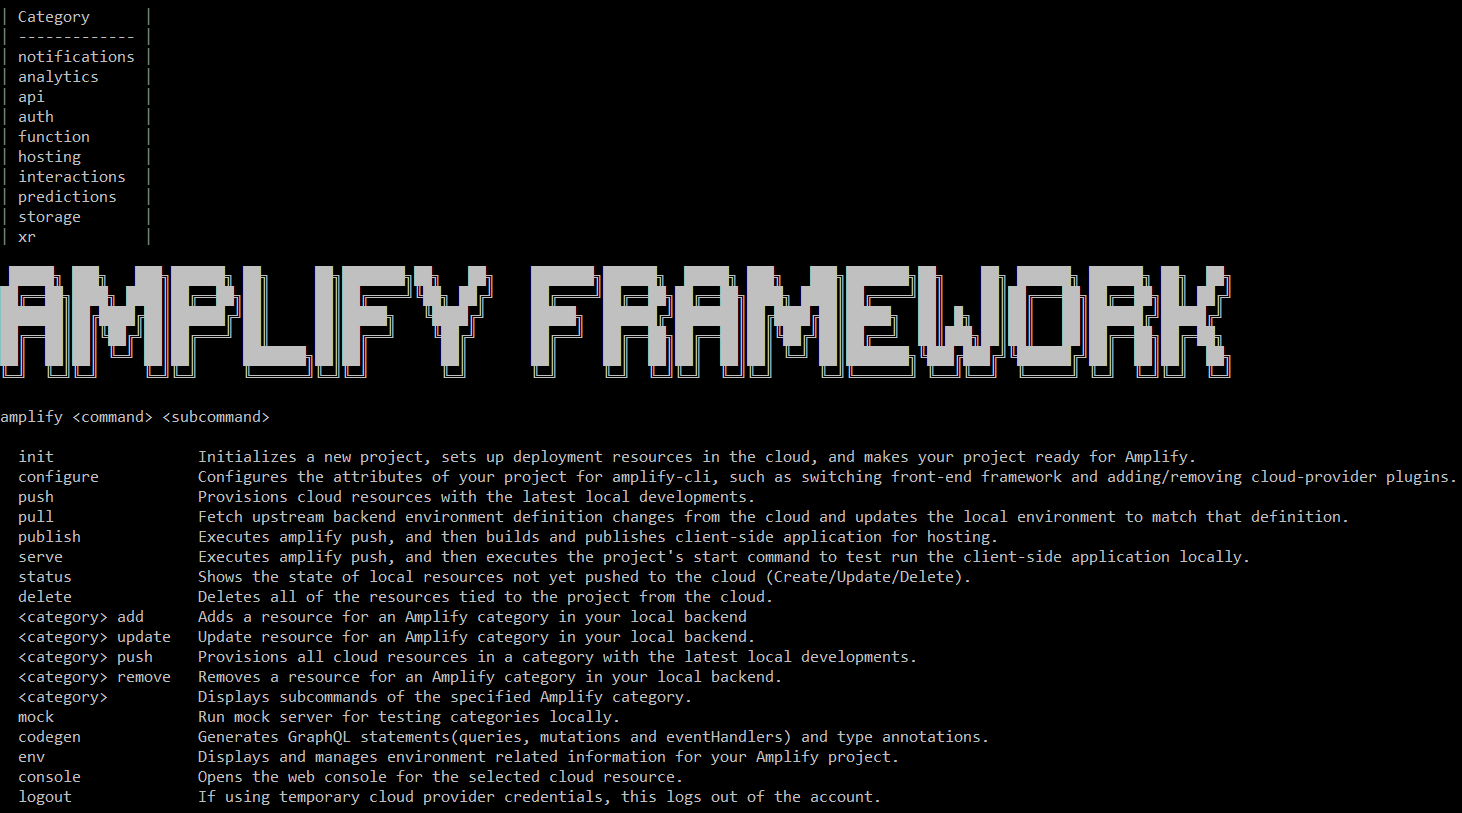 | Category      |
| ------------- |
| notifications |
| analytics     |
| api           |
| auth          |
| function      |
| hosting       |
| interactions  |
| predictions   |
| storage       |
| xr            |
AMPLIFY FRAMEWORK
amplify <command> <subcommand>
init                Initializes a new project, sets up deployment resources in the cloud, and makes your project ready for Amplify.
configure           Configures the attributes of your project for amplify-cli, such as switching front-end framework and adding/removing cloud-provider plugins.
push                Provisions cloud resources with the latest local developments.
pull                Fetch upstream backend environment definition changes from the cloud and updates the local environment to match that definition.
publish             Executes amplify push, and then builds and publishes client-side application for hosting.
serve               Executes amplify push, and then executes the project's start command to test run the client-side application locally.
status              Shows the state of local resources not yet pushed to the cloud (Create/Update/Delete).
delete              Deletes all of the resources tied to the project from the cloud.
<category> add      Adds a resource for an Amplify category in your local backend
<category> update   Update resource for an Amplify category in your local backend.
<category> push     Provisions all cloud resources in a category with the latest local developments.
<category> remove   Removes a resource for an Amplify category in your local backend.
<category>          Displays subcommands of the specified Amplify category.
mock                Run mock server for testing categories locally.
codegen             Generates GraphQL statements(queries, mutations and eventHandlers) and type annotations.
env                 Displays and manages environment related information for your Amplify project.
console             Opens the web console for the selected cloud resource.
logout              If using temporary cloud provider credentials, this logs out of the account.